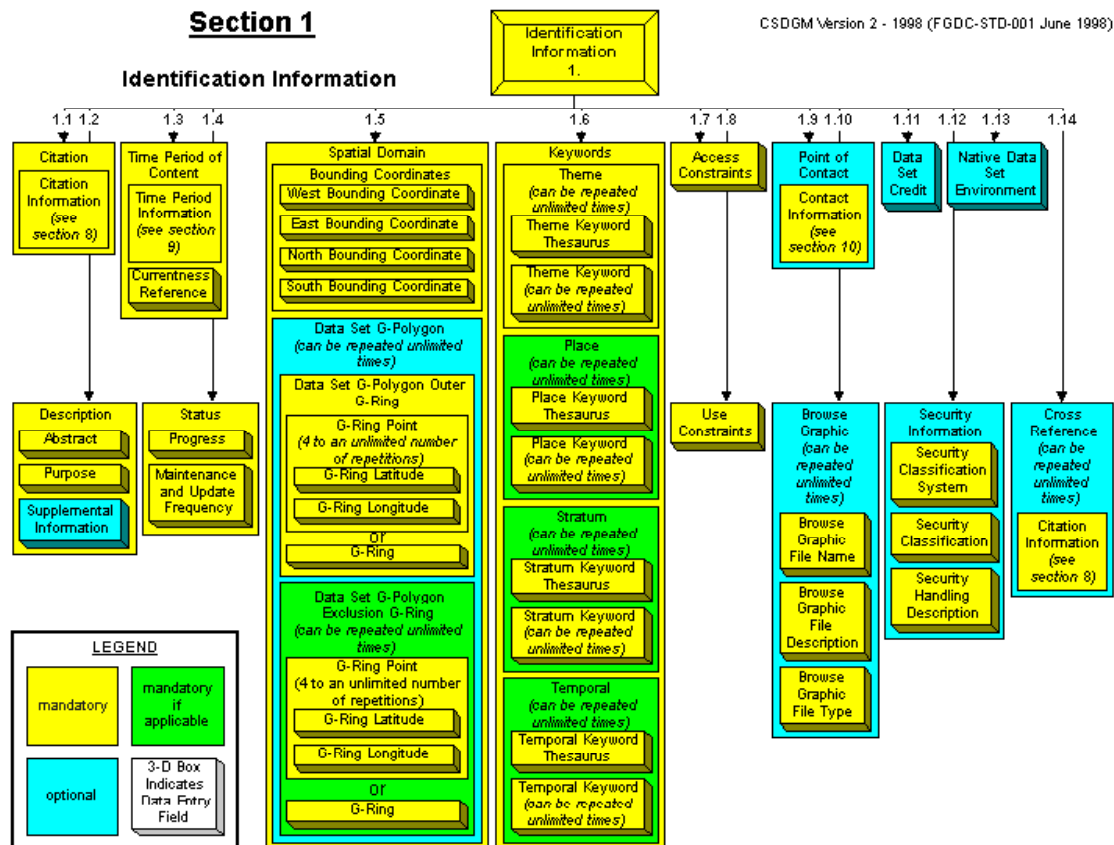 Section 1
CSDGM Version 2 - 1998 (FGDC-STD-001 June 1998)
Identification
Information
1.
Identification Information
1.1
1.2
1.3
1.4
1.5
1.6
1.7
1.8
1.9
1.10
1.11
1.12
1.13
1.14
Citation
Citation
Information
(see
section 8)
Time Period of
Content
Time Period
Information
(see section
9)
Currentness
Reference
Spatial Domain
Bounding Coordinates
West Bounding Coordinate
East Bounding Coordinate
North Bounding Coordinate
South Bounding Coordinate
Data Set G-Polygon
(can be repeated unlimited
times)
Data Set G-Polygon Outer
G-Ring
G-Ring Point
(4 to an unlimited number
of repetitions)
G-Ring Latitude
G-Ring Longitude
or
G-Ring
Data Set G-Polygon
Exclusion G-Ring
(can be repeated unlimited
times)
G-Ring Point
(4 to an unlimited number
of repetitions)
G-Ring Latitude
G-Ring Longitude
or
G-Ring
Keywords
Theme
(can be repeated
unlimited times)
Theme Keyword
Thesaurus
Theme Keyword
(can be repeated
unlimited times)
Place
(can be repeated
unlimited times)
Place Keyword
Thesaurus
Place Keyword
(can be repeated
unlimited times)
Stratum
(can be repeated
unlimited times)
Stratum Keyword
Thesaurus
Stratum Keyword
(can be repeated
unlimited times)
Temporal
(can be repeated
unlimited times)
Temporal Keyword
Thesaurus
Temporal Keyword
(can be repeated
unlimited times)
Access
Constraints
Use
Constraints
Point of
Contact
Contact
Information
(see
section 10)
Data
Set
Credit
Native Data
Set
Environment
Description
Abstract
Purpose
Supplemental
Information
Status
Progress
Maintenance
and Update
Frequency
Browse
Graphic
(can be
repeated
unlimited
times)
Browse
Graphic
File Name
Browse
Graphic
File
Description
Browse
Graphic
File Type
Security
Information
Security
Classification
System
Security
Classification
Security
Handling
Description
Cross
Reference
(can be
repeated
unlimited
times)
Citation
Information
(see
section 8)
LEGEND
mandatory
mandatory
if
applicable
optional
3-D Box
Indicates
Data Entry
Field